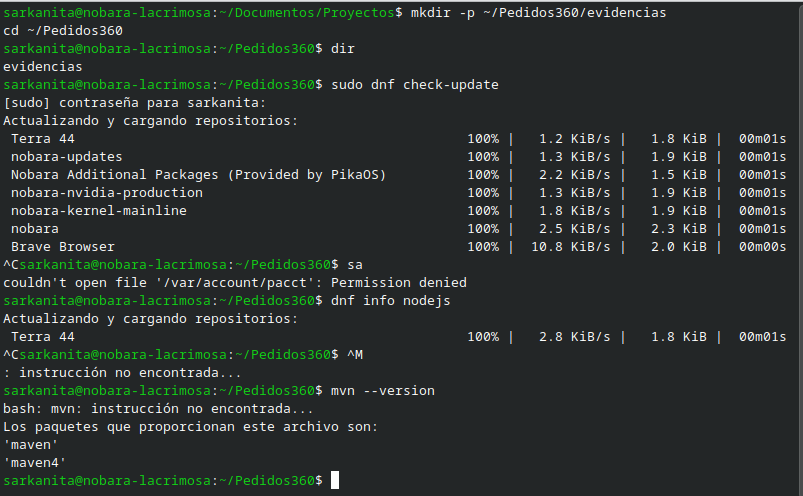 sarkanita@nobara-lacrimosa:~/Documentos/Proyectos$ mkdir -p ~/Pedidos360/evidencias
cd ~/Pedidos360
sarkanita@nobara-lacrimosa:~/Pedidos360$ dir
evidencias
sarkanita@nobara-lacrimosa:~/Pedidos360$ sudo dnf check-update
[sudo] contraseña para sarkanita:
Actualizando y cargando repositorios:
 Terra 44 100% | 1.2 KiB/s | 1.8 KiB | 00m01s
 nobara-updates 100% | 1.3 KiB/s | 1.9 KiB | 00m01s
 Nobara Additional Packages (Provided by PikaOS) 100% | 2.2 KiB/s | 1.5 KiB | 00m01s
 nobara-nvidia-production 100% | 1.3 KiB/s | 1.9 KiB | 00m01s
 nobara-kernel-mainline 100% | 1.8 KiB/s | 1.9 KiB | 00m01s
 nobara 100% | 2.5 KiB/s | 2.3 KiB | 00m01s
 Brave Browser 100% | 10.8 KiB/s | 2.0 KiB | 00m00s
^Csarkanita@nobara-lacrimosa:~/Pedidos360$ sa
couldn't open file '/var/account/pacct': Permission denied
sarkanita@nobara-lacrimosa:~/Pedidos360$ dnf info nodejs
Actualizando y cargando repositorios:
 Terra 44 100% | 2.8 KiB/s | 1.8 KiB | 00m01s
^Csarkanita@nobara-lacrimosa:~/Pedidos360$ ^M
: instrucción no encontrada...
sarkanita@nobara-lacrimosa:~/Pedidos360$ mvn --version
bash: mvn: instrucción no encontrada...
Los paquetes que proporcionan este archivo son:
'maven'
'maven4'
sarkanita@nobara-lacrimosa:~/Pedidos360$